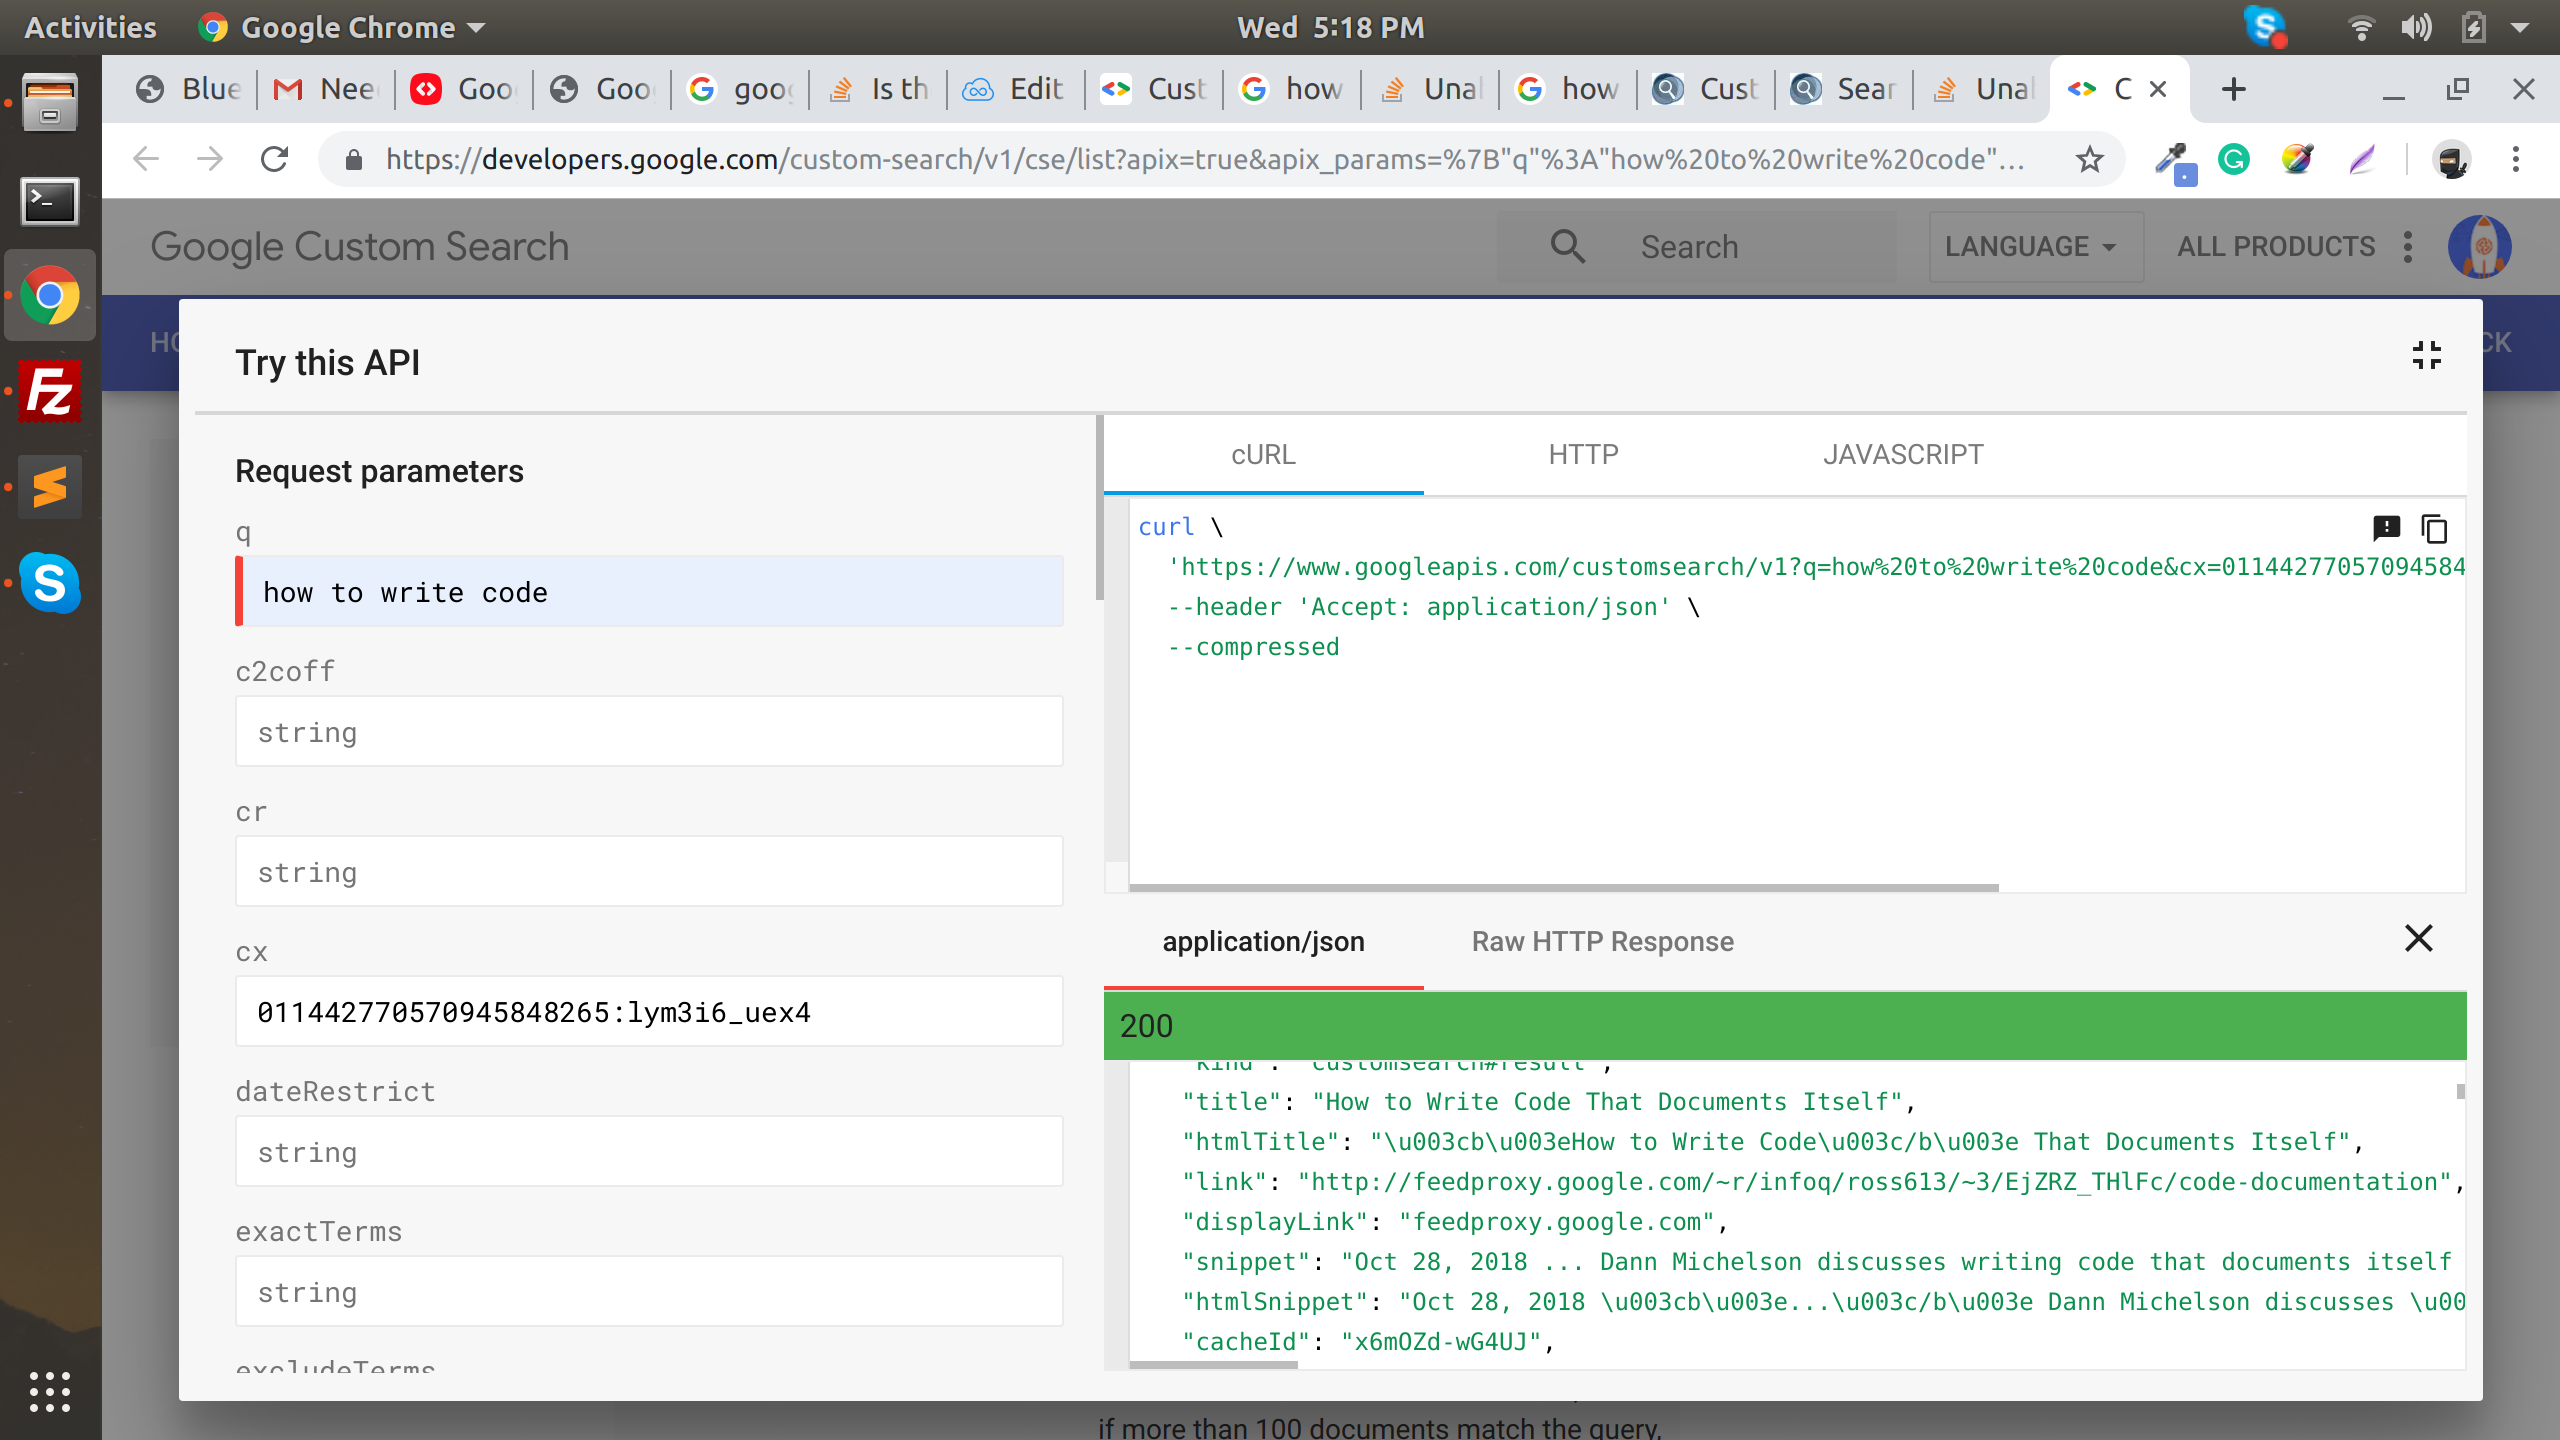 Activities
Google Chrome
Wed 5:18 PM
Blue
Nee
Goo
Goo
goog
Is th
Edit
Cust
how
Unal
how
Cust
Sear
Unal
C
https://developers.google.com/custom-search/v1/cse/list?apix=true&apix_params=%7B"q"%3A"how%20to%20write%20code"...
Google Custom Search
Search
LANGUAGE
ALL PRODUCTS
HO
CK
Try this API
Request parameters
q
how to write code
c2coff
string
cr
string
cx
011442770570945848265:lym3i6_uex4
dateRestrict
string
exactTerms
string
excludeTerms
cURL
HTTP
JAVASCRIPT
curl \
'https://www.googleapis.com/customsearch/v1?q=how%20to%20write%20code&cx=01144277057094584
--header 'Accept: application/json' \
--compressed
application/json
Raw HTTP Response
200
"kind": "customsearch#result",
"title": "How to Write Code That Documents Itself",
"htmlTitle": "\u003cb\u003eHow to Write Code\u003c/b\u003e That Documents Itself",
"link": "http://feedproxy.google.com/~r/infoq/ross613/~3/EjZRZ_THlFc/code-documentation",
"displayLink": "feedproxy.google.com",
"snippet": "Oct 28, 2018 ... Dann Michelson discusses writing code that documents itself
"htmlSnippet": "Oct 28, 2018 \u003cb\u003e...\u003c/b\u003e Dann Michelson discusses \u00
"cacheId": "x6mOZd-wG4UJ",
if more than 100 documents match the query,